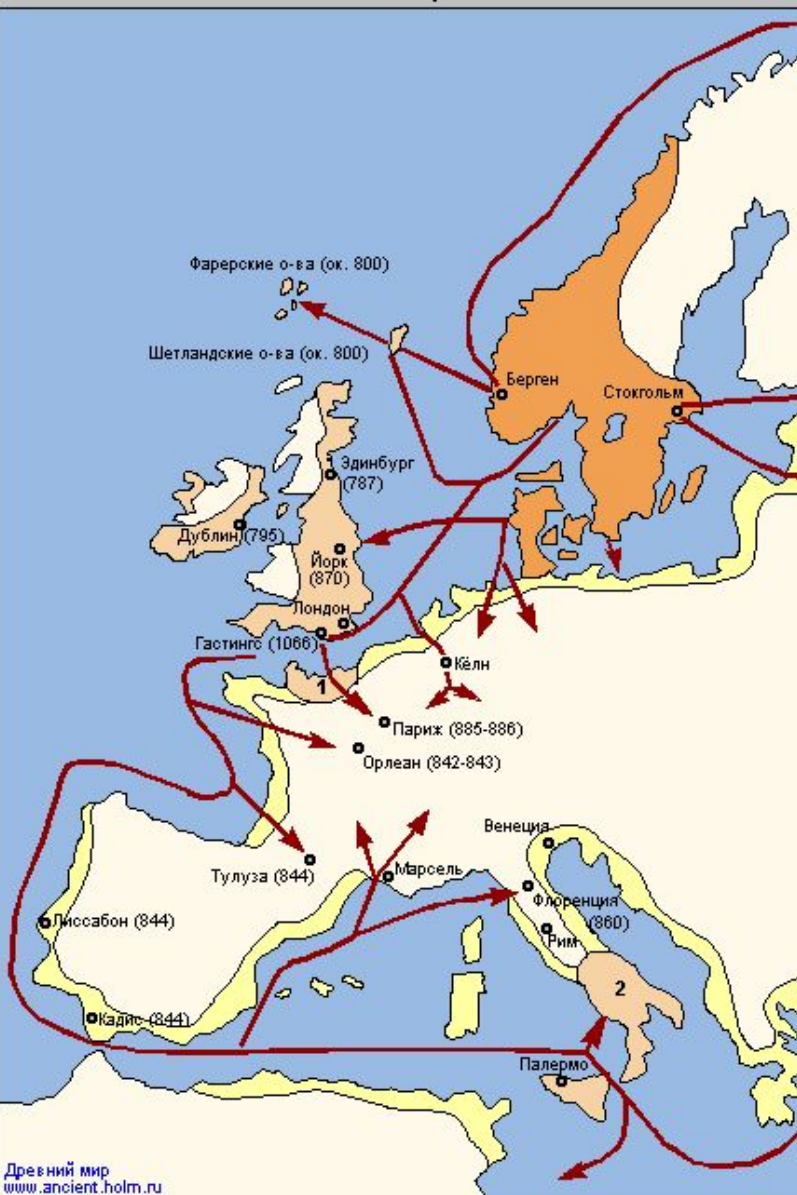 Фарерские о-ва (ок. 800)
Шетландские о-ва (ок. 800)
Берген
Стокгольм
Эдинбург
(787)
Дублин (795)
Йорк
(870)
Лондон
Гастингс (1066)
Кёлн
1
Париж (885-886)
Орлеан (842-843)
Венеция
Тулуза (844)
Марсель
Флоренция
(860)
Лиссабон (844)
Рим
2
Кадис (844)
Палермо
Древний мир
www.ancient.holm.ru